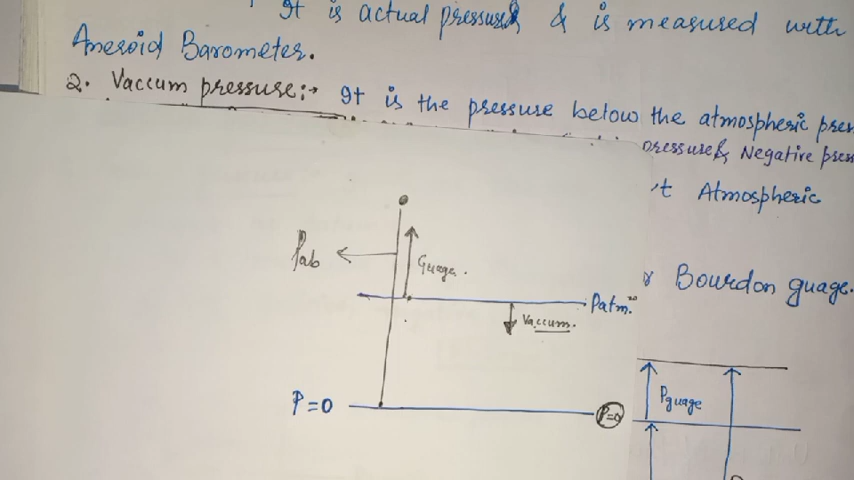 It is actual pressure, & is measured with
Aneroid Barometer.
2. Vaccum pressure:→ It is the pressure below the atmospheric pres
pressure, Negative press
t Atmospheric
Bourdon guage.
Pab
Guage.
Patm.
Vaccum.
Pguage
P=0
P=0